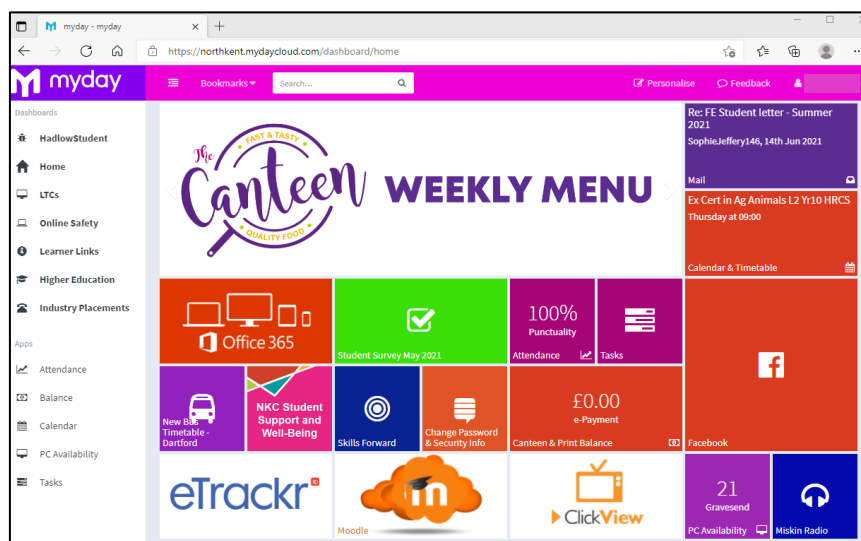 myday - myday
https://northkent.mydaycloud.com/dashboard/home
myday
Bookmarks
Search...
Personalise
Feedback
Dashboards
HadlowStudent
Home
LTCs
Online Safety
Learner Links
Higher Education
Industry Placements
Apps
Attendance
Balance
Calendar
PC Availability
Tasks
The
FAST & TASTY
Canteen
QUALITY FOOD
WEEKLY MENU
Re: FE Student letter - Summer
2021
SophieJeffery146, 14th Jun 2021
Mail
Ex Cert in Ag Animals L2 Yr10 HRCS
Thursday at 09:00
Calendar & Timetable
Office 365
Student Survey May 2021
100%
Punctuality
Attendance
Tasks
New Bus
Timetable -
Dartford
NKC Student
Support and
Well-Being
Skills Forward
Change Password
& Security Info
£0.00
e-Payment
Canteen & Print Balance
Facebook
eTrackr
Moodle
ClickView
21
Gravesend
PC Availability
Miskin Radio